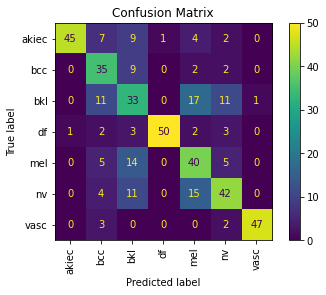 Confusion Matrix
akiec 45 7 9 1 4 2 0
bcc 0 35 9 0 2 2 0
bkl 0 11 33 0 17 11 1
df 1 2 3 50 2 3 0
mel 0 5 14 0 40 5 0
nv 0 4 11 0 15 42 0
vasc 0 3 0 0 0 2 47
akiec bcc bkl df mel nv vasc
Predicted label
True label
50
40
30
20
10
0